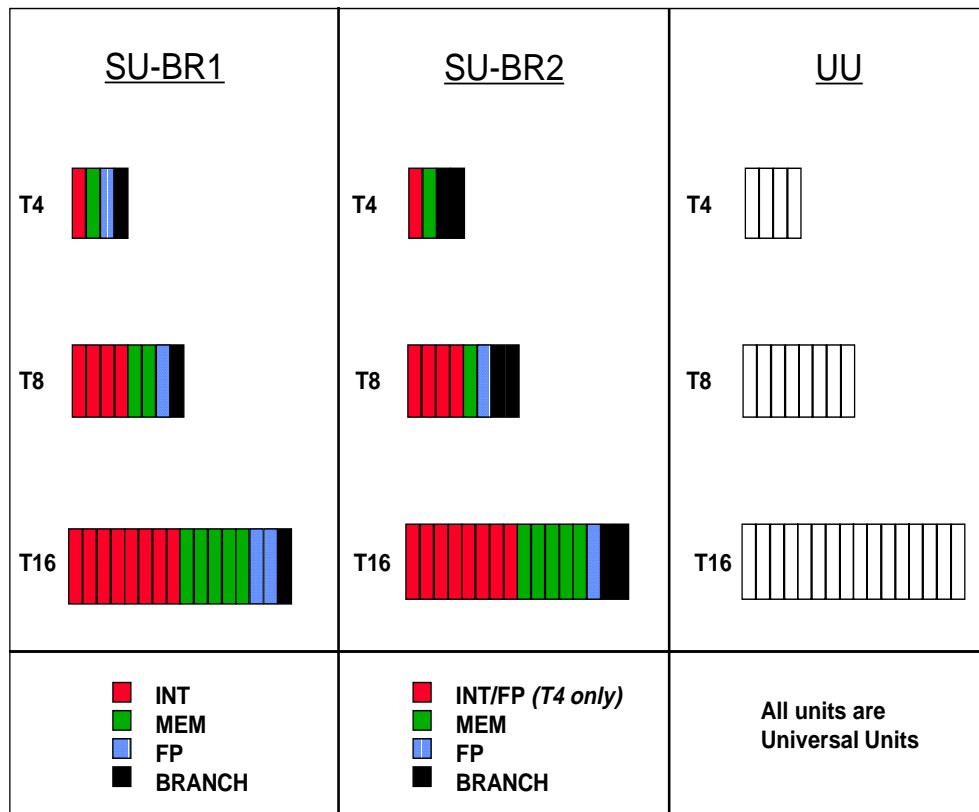 SU-BR1
SU-BR2
UU
T4
T4
T4
T8
T8
T8
T16
T16
T16
INT
MEM
FP
BRANCH
INT/FP (T4 only)
MEM
FP
BRANCH
All units are
Universal Units